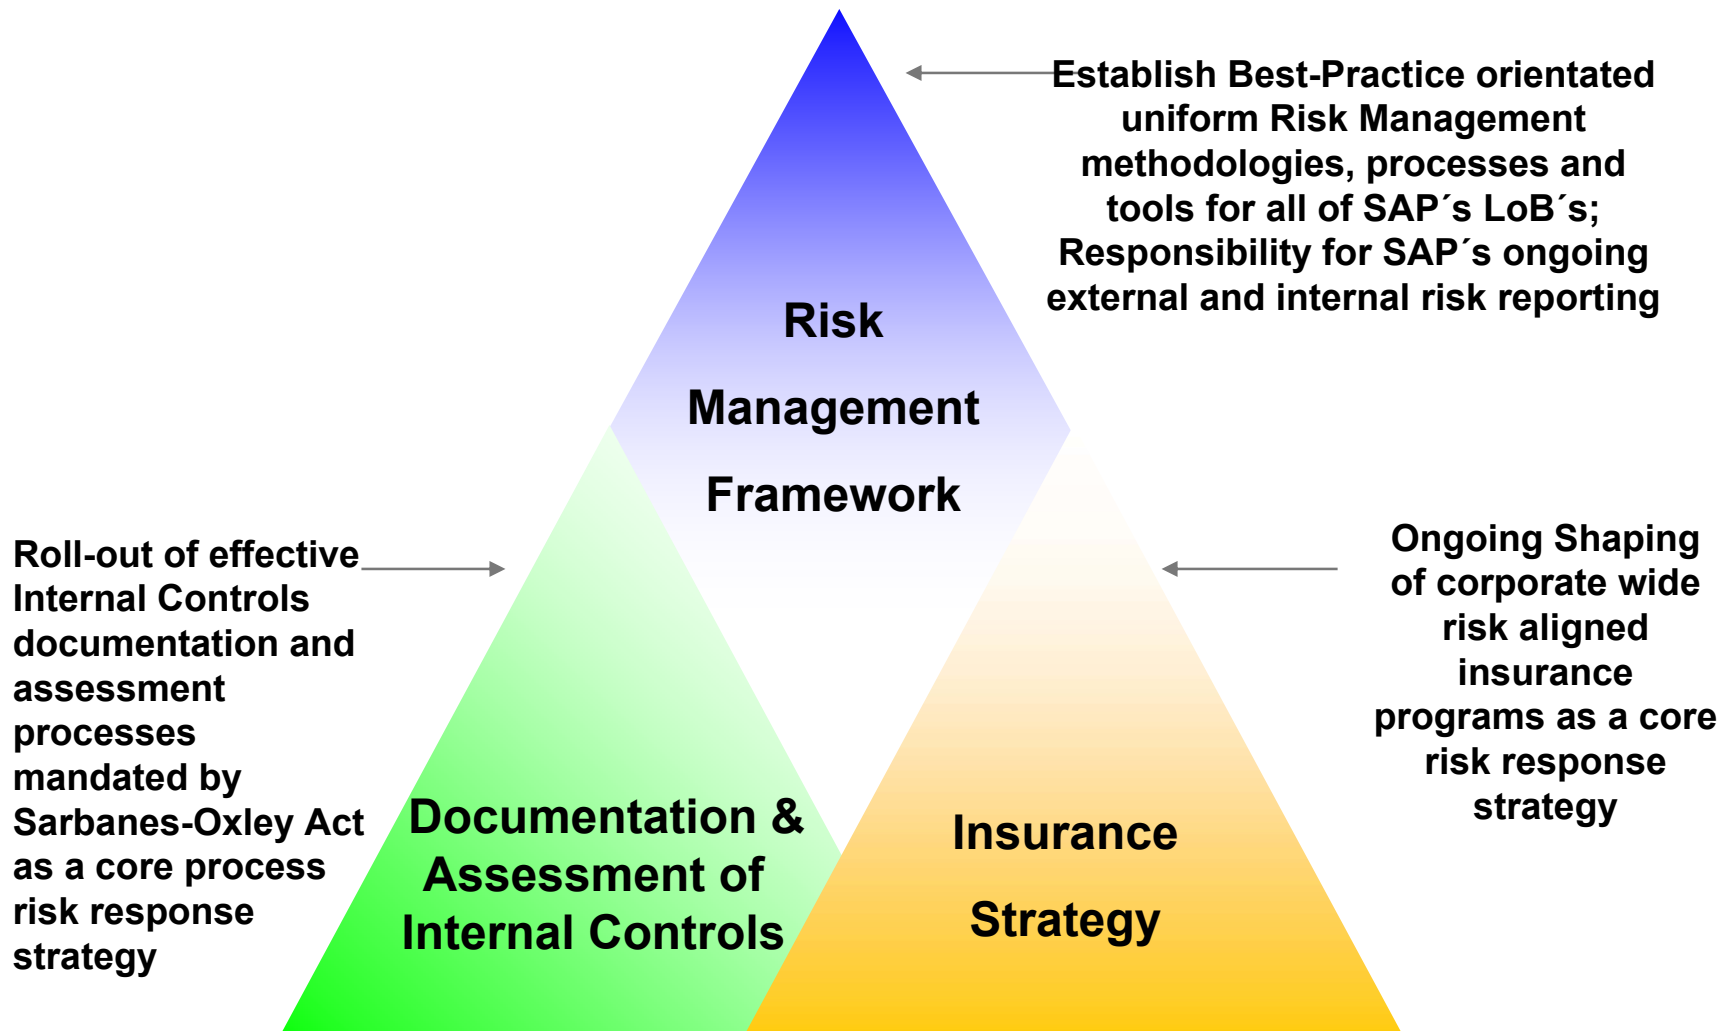 Establish Best-Practice orientated
uniform Risk Management
methodologies, processes and
tools for all of SAP´s LoB´s;
Responsibility for SAP´s ongoing
external and internal risk reporting
Risk
Management
Framework
Roll-out of effective
Internal Controls
documentation and
assessment
processes
mandated by
Sarbanes-Oxley Act
as a core process
risk response
strategy
Ongoing Shaping
of corporate wide
risk aligned
insurance
programs as a core
risk response
strategy
Documentation &
Assessment of
Internal Controls
Insurance
Strategy